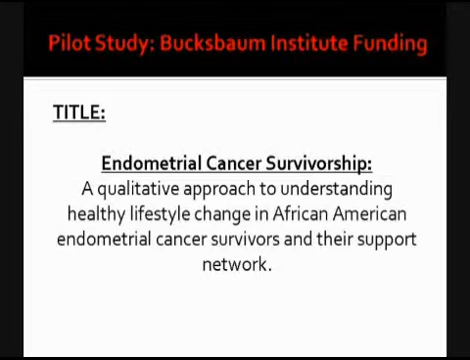 Pilot Study: Bucksbaum Institute Funding
TITLE:
Endometrial Cancer Survivorship:
A qualitative approach to understanding
healthy lifestyle change in African American
endometrial cancer survivors and their support
network.